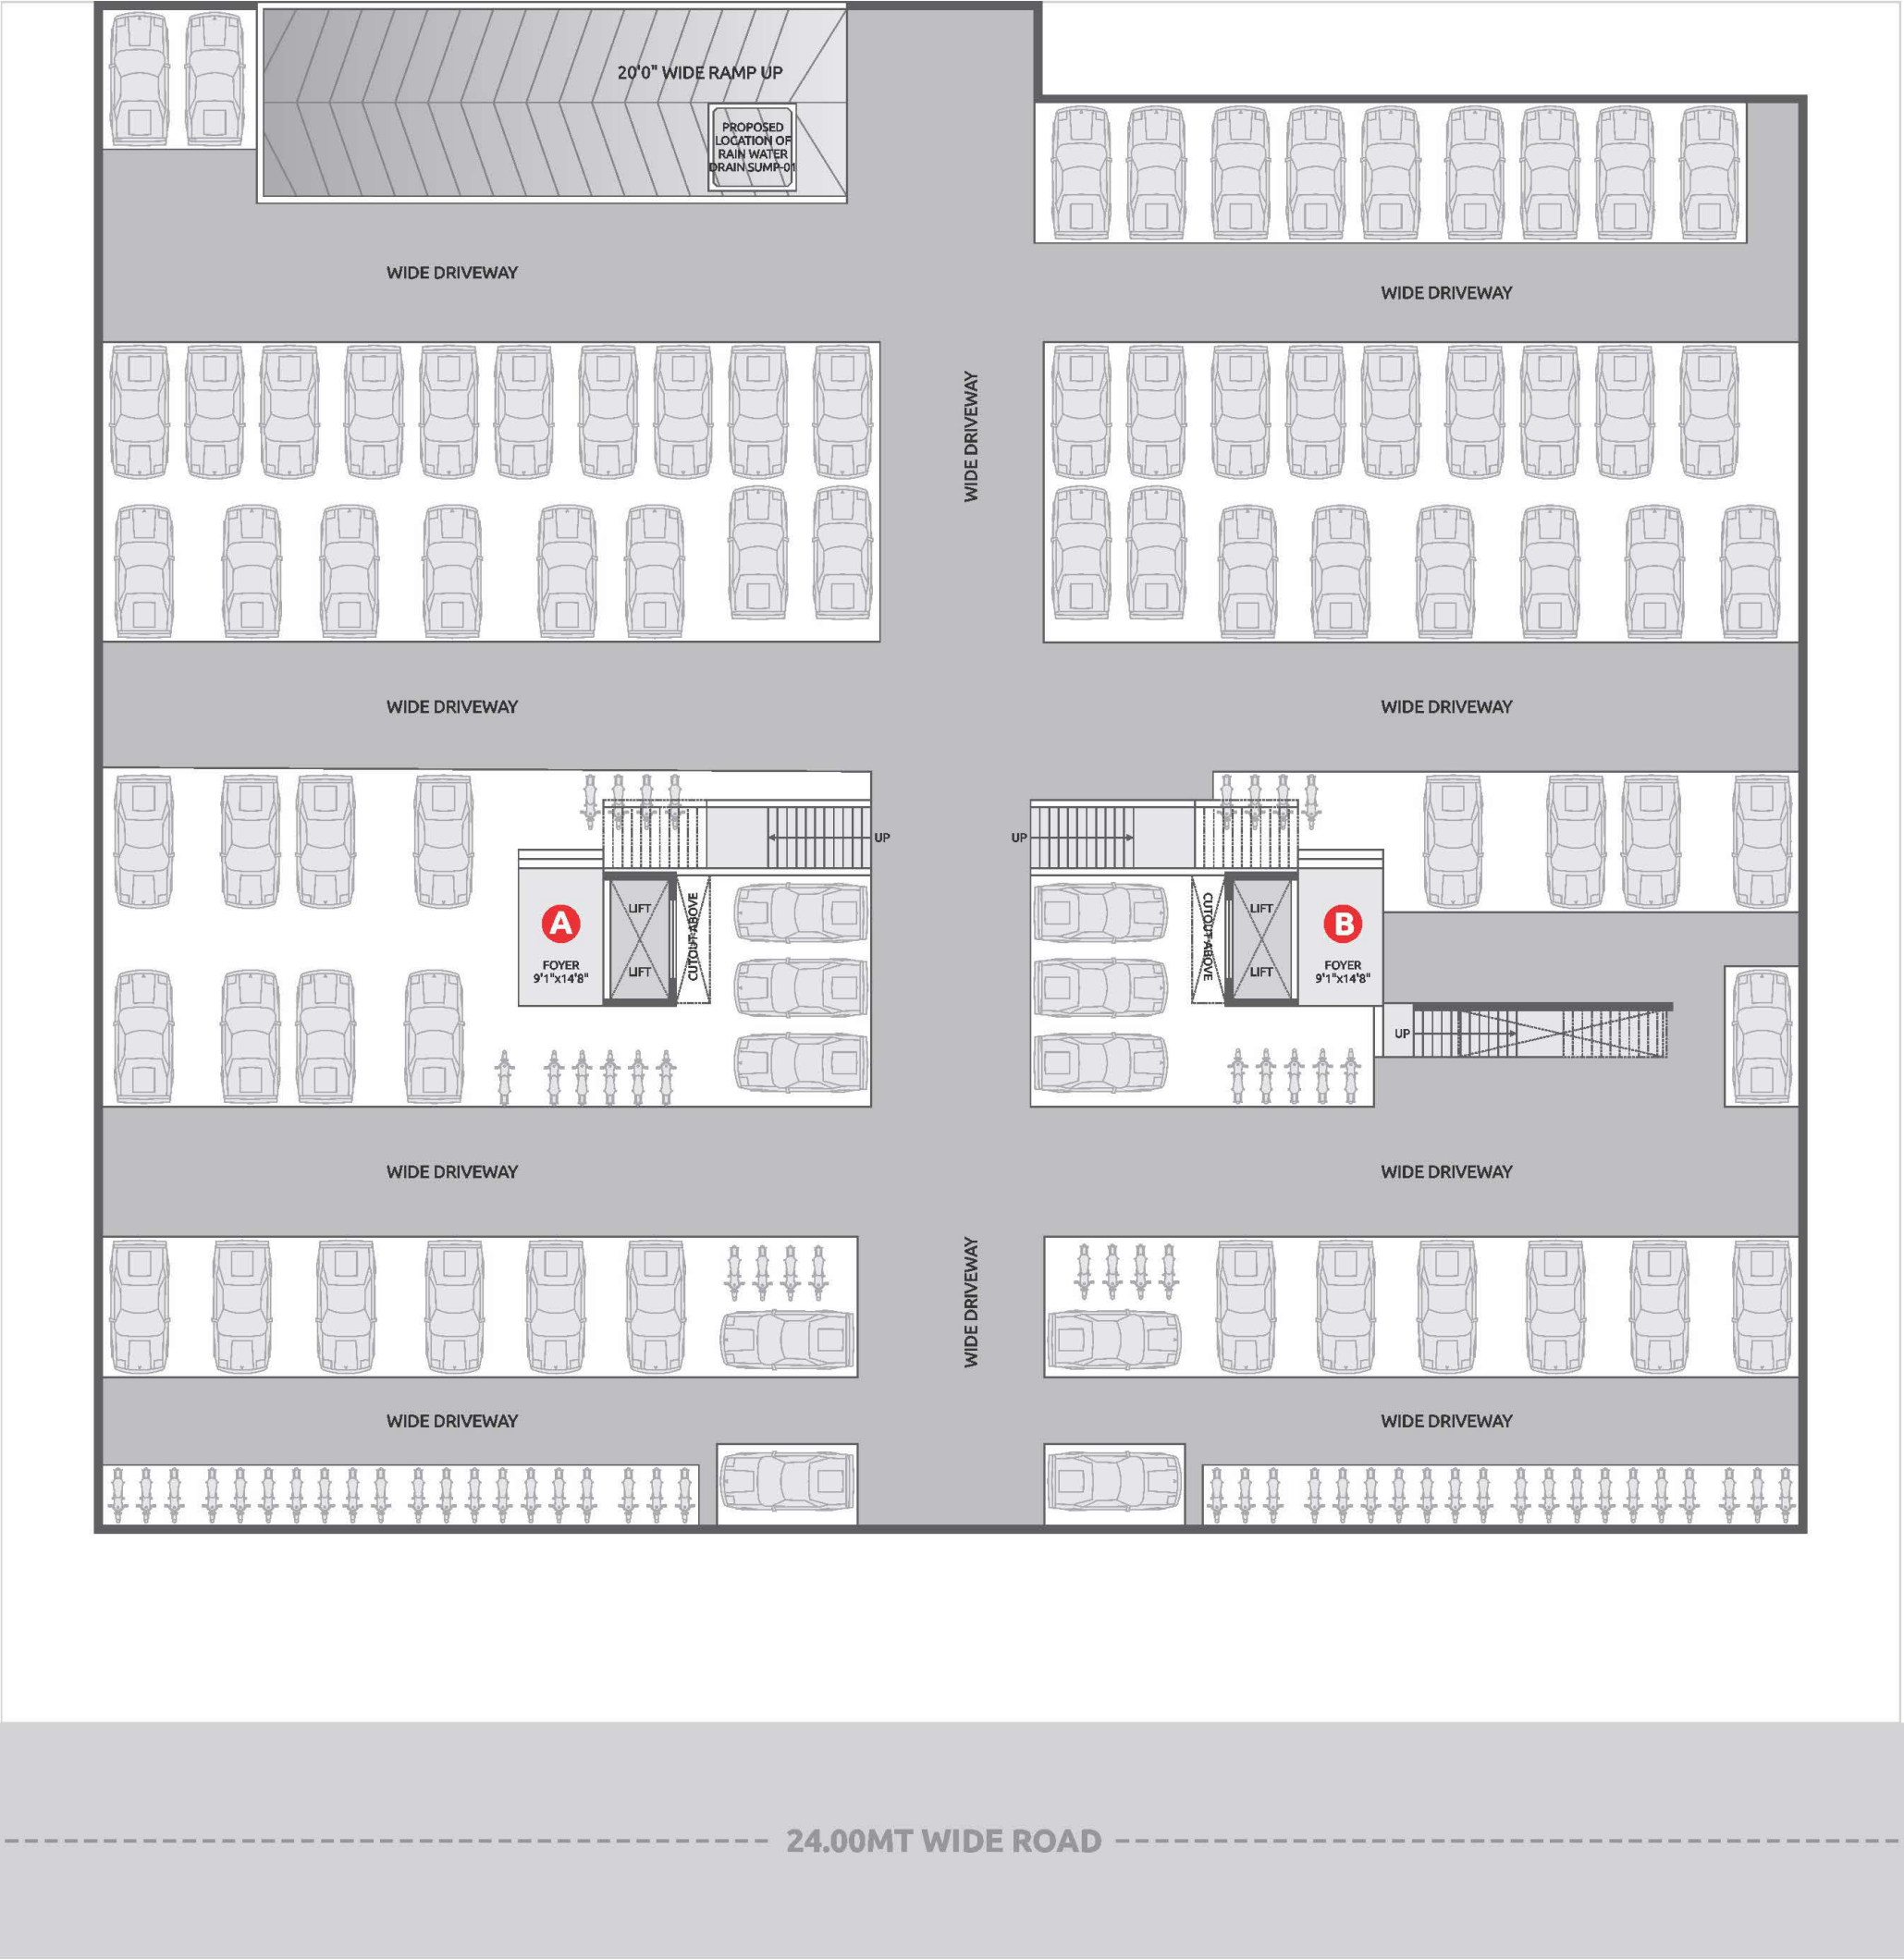 20'0" WIDE RAMP UP
PROPOSED
LOCATION OF
RAIN WATER
DRAIN SUMP-01
WIDE DRIVEWAY
WIDE DRIVEWAY
WIDE DRIVEWAY
WIDE DRIVEWAY
WIDE DRIVEWAY
UP
UP
LIFT
LIFT
CUTOUT ABOVE
A
FOYER
9'1"x14'8"
CUTOUT ABOVE
LIFT
LIFT
B
FOYER
9'1"x14'8"
UP
WIDE DRIVEWAY
WIDE DRIVEWAY
WIDE DRIVEWAY
WIDE DRIVEWAY
WIDE DRIVEWAY
24.00MT WIDE ROAD